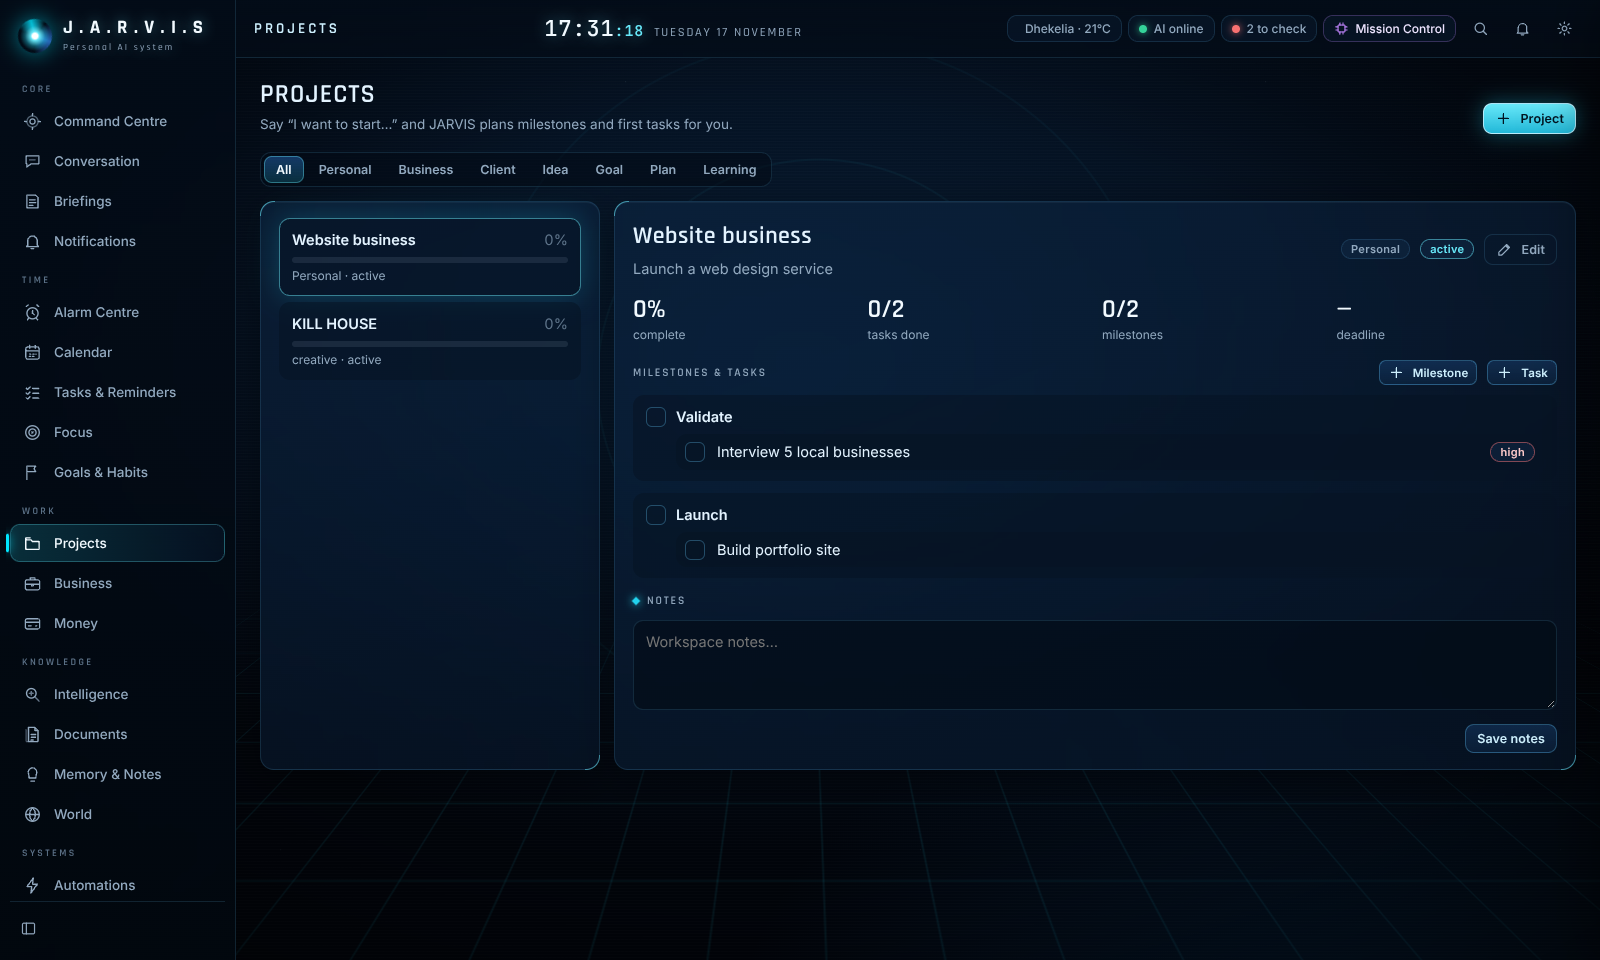 J.A.R.V.I.S
Personal AI system
CORE
Command Centre
Conversation
Briefings
Notifications
TIME
Alarm Centre
Calendar
Tasks & Reminders
Focus
Goals & Habits
WORK
Projects
Business
Money
KNOWLEDGE
Intelligence
Documents
Memory & Notes
World
SYSTEMS
Automations
PROJECTS
17:31:18 TUESDAY 17 NOVEMBER
Dhekelia · 21°C
AI online
2 to check
Mission Control
PROJECTS
Say “I want to start…” and JARVIS plans milestones and first tasks for you.
+ Project
All Personal Business Client Idea Goal Plan Learning
Website business 0%
Personal · active
KILL HOUSE 0%
creative · active
Website business
Launch a web design service
Personal active Edit
0% 0/2 0/2 –
complete tasks done milestones deadline
MILESTONES & TASKS
+ Milestone + Task
Validate
Interview 5 local businesses high
Launch
Build portfolio site
NOTES
Workspace notes...
Save notes